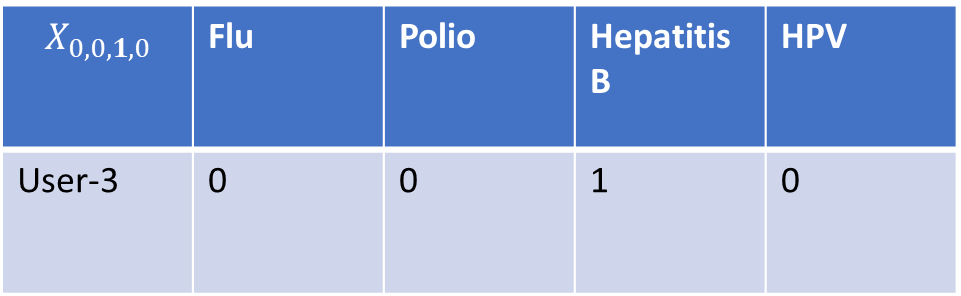 X0,0,1,0 Flu Polio Hepatitis B HPV
User-3 0 0 1 0